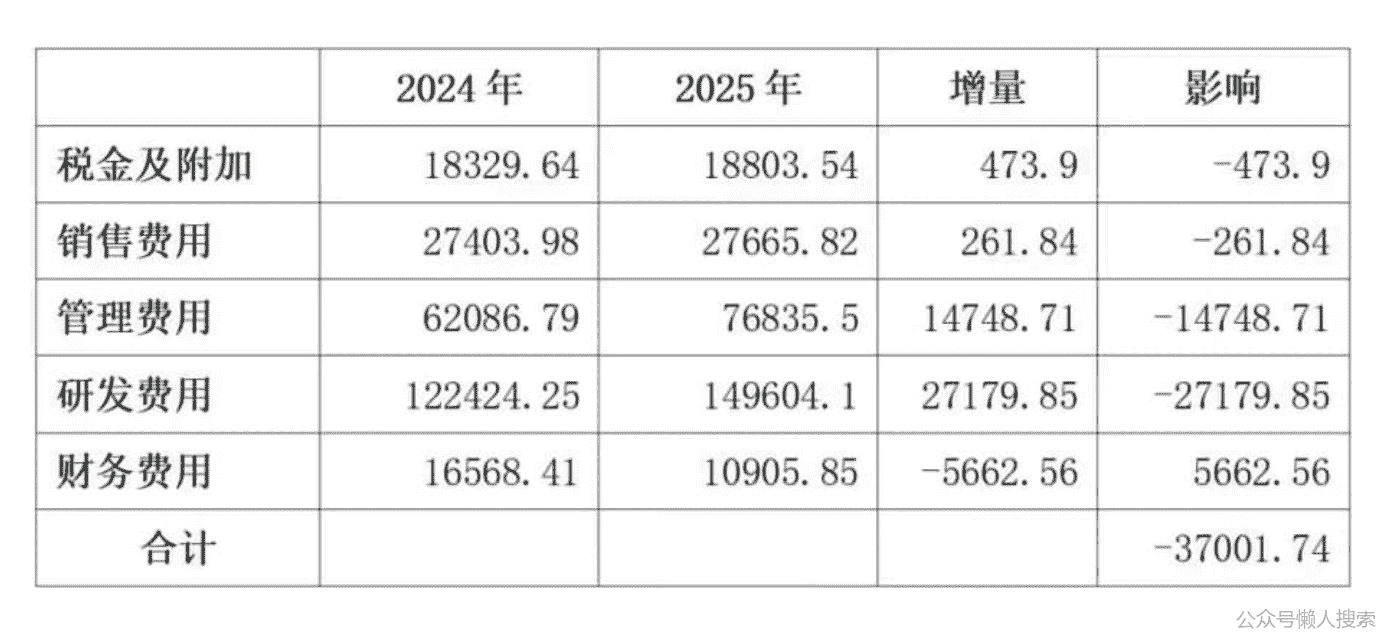 2024年 2025年 增量 影响
税金及附加 18329.64 18803.54 473.9 -473.9
销售费用 27403.98 27665.82 261.84 -261.84
管理费用 62086.79 76835.5 14748.71 -14748.71
研发费用 122424.25 149604.1 27179.85 -27179.85
财务费用 16568.41 10905.85 -5662.56 5662.56
合计 -37001.74
公众号懒人搜索